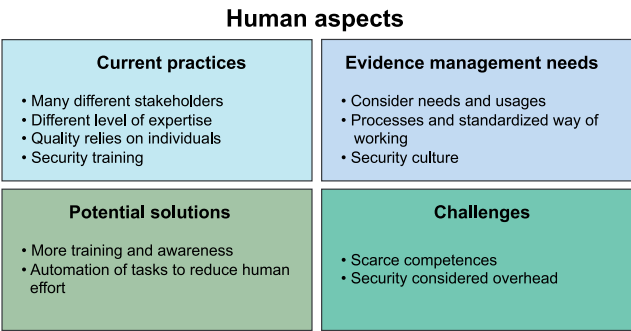 Human aspects
Current practices
• Many different stakeholders
• Different level of expertise
• Quality relies on individuals
• Security training
Evidence management needs
• Consider needs and usages
• Processes and standardized way of
working
• Security culture
Potential solutions
• More training and awareness
• Automation of tasks to reduce human
effort
Challenges
• Scarce competences
• Security considered overhead